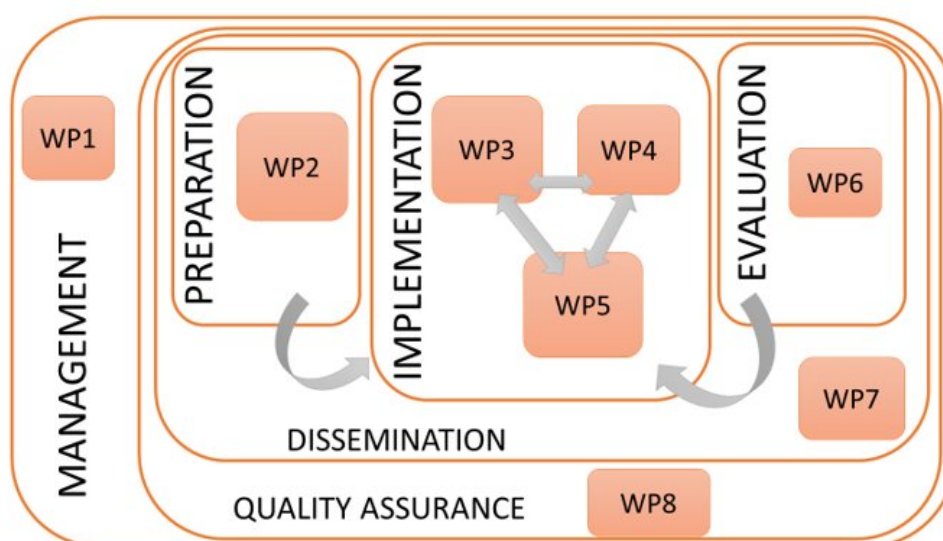 MANAGEMENT
WP1
PREPARATION
WP2
IMPLEMENTATION
WP3
WP4
WP5
EVALUATION
WP6
WP7
DISSEMINATION
QUALITY ASSURANCE
WP8